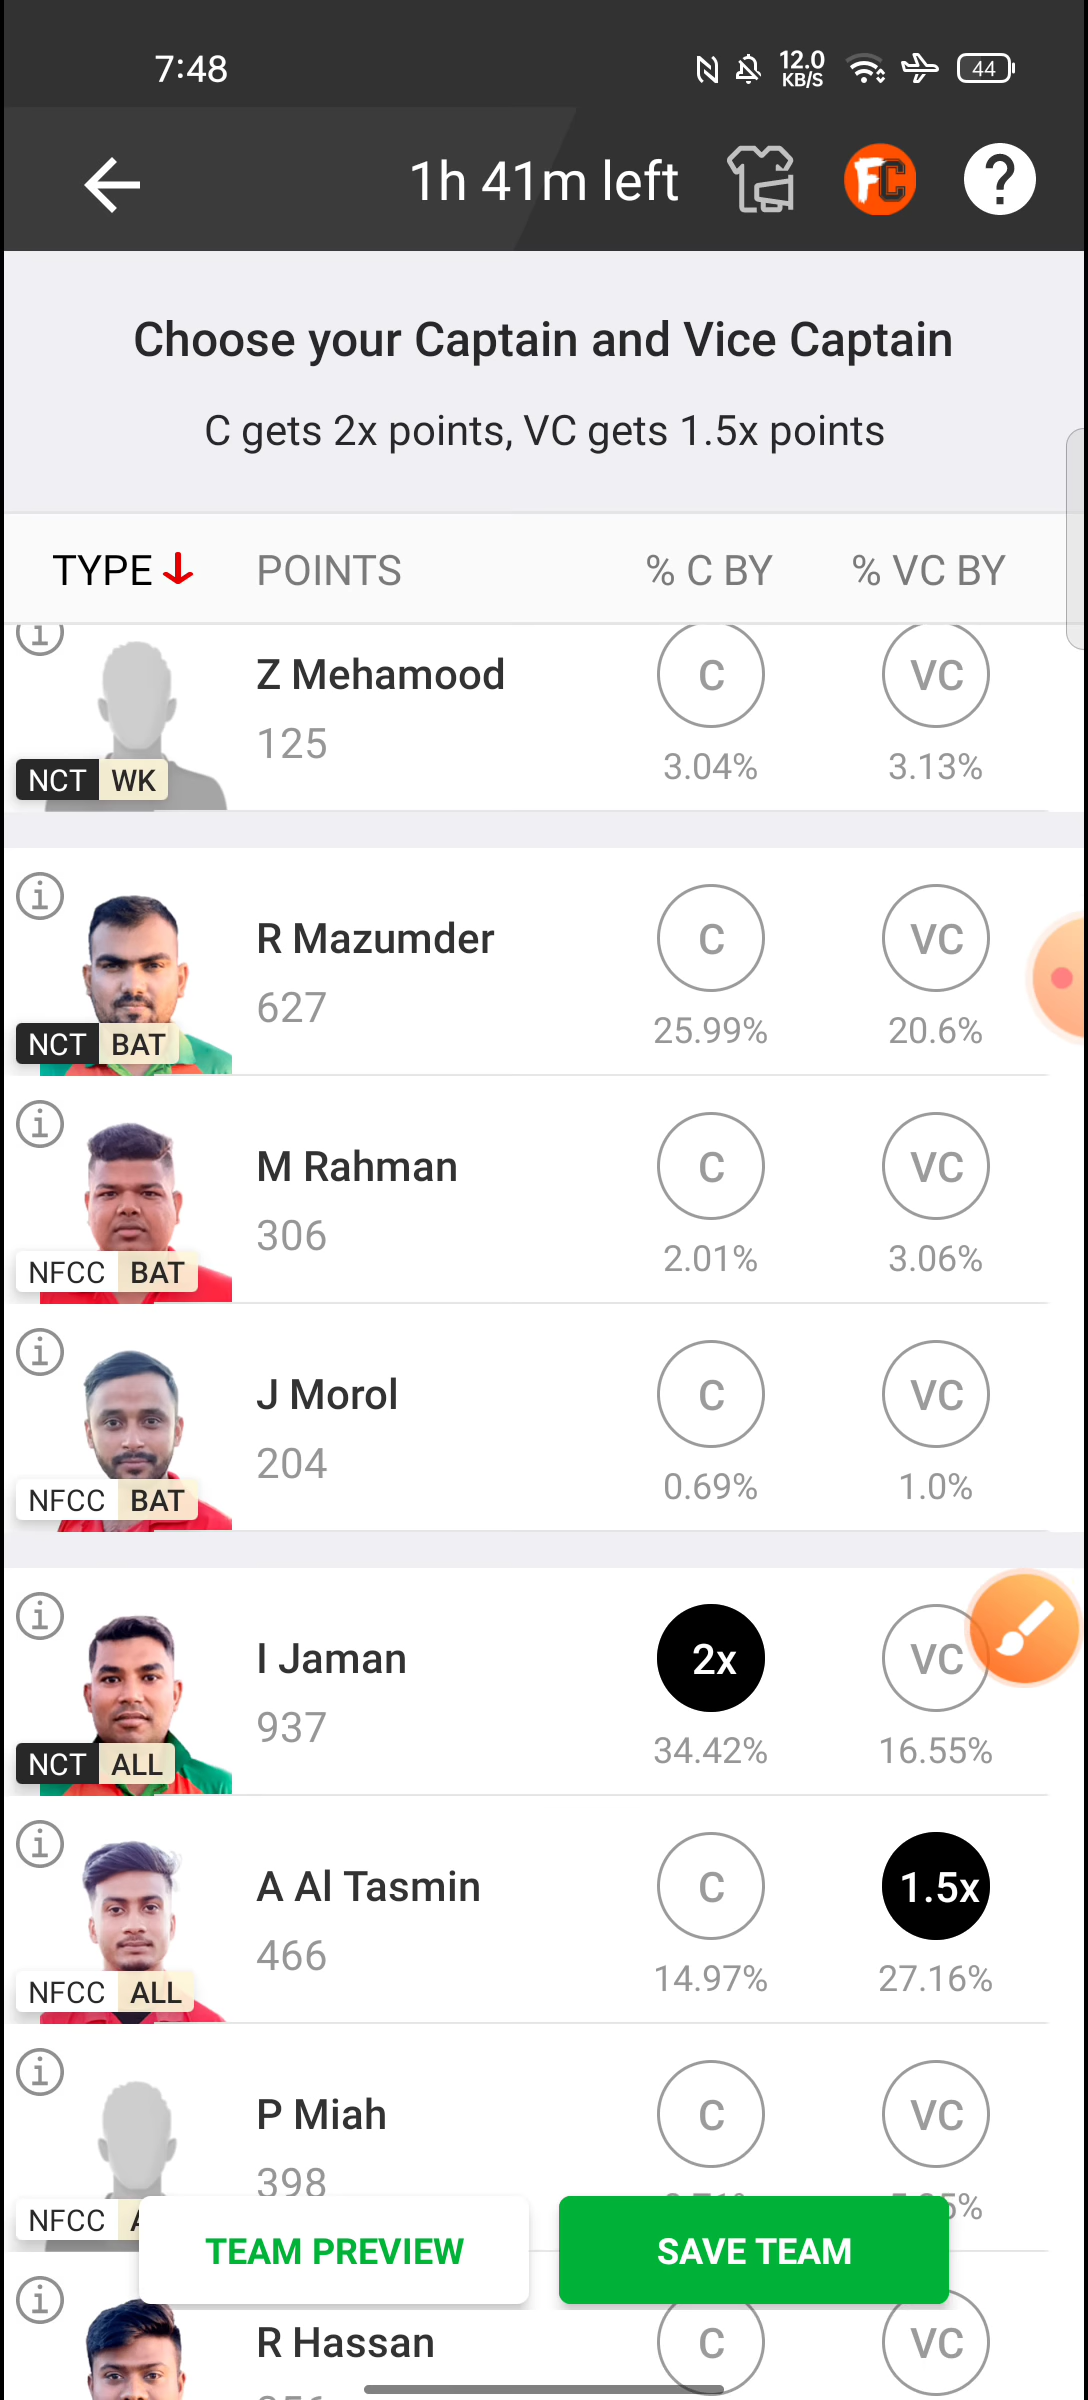 7:48
12.0
KB/S
44
1h 41m left
FC
?
Choose your Captain and Vice Captain
C gets 2x points, VC gets 1.5x points
TYPE POINTS % C BY % VC BY
Z Mehamood C VC
125
3.04% 3.13%
NCT WK
R Mazumder C VC
627
25.99% 20.6%
NCT BAT
M Rahman C VC
306
2.01% 3.06%
NFCC BAT
J Morol C VC
204
0.69% 1.0%
NFCC BAT
I Jaman 2x VC
937
34.42% 16.55%
NCT ALL
A Al Tasmin C 1.5x
466
14.97% 27.16%
NFCC ALL
P Miah C VC
398
NFCC
TEAM PREVIEW SAVE TEAM
R Hassan C VC